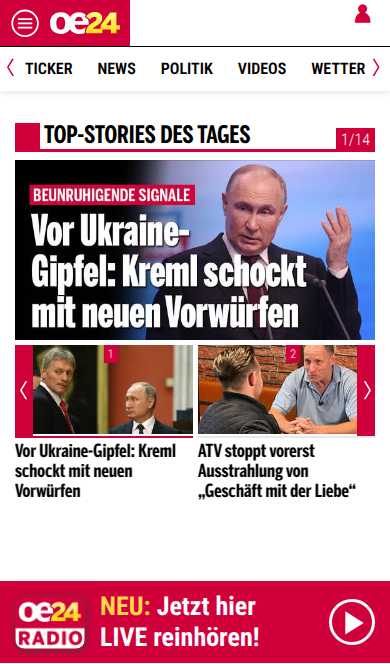 oe24
TICKER NEWS POLITIK VIDEOS WETTER
TOP-STORIES DES TAGES
1/14
BEUNRUHIGENDE SIGNALE
Vor Ukraine-
Gipfel: Kreml schockt
mit neuen Vorwürfen
1
2
Vor Ukraine-Gipfel: Kreml
schockt mit neuen
Vorwürfen
ATV stoppt vorerst
Ausstrahlung von
„Geschäft mit der Liebe“
oe24
RADIO
NEU: Jetzt hier
LIVE reinhören!